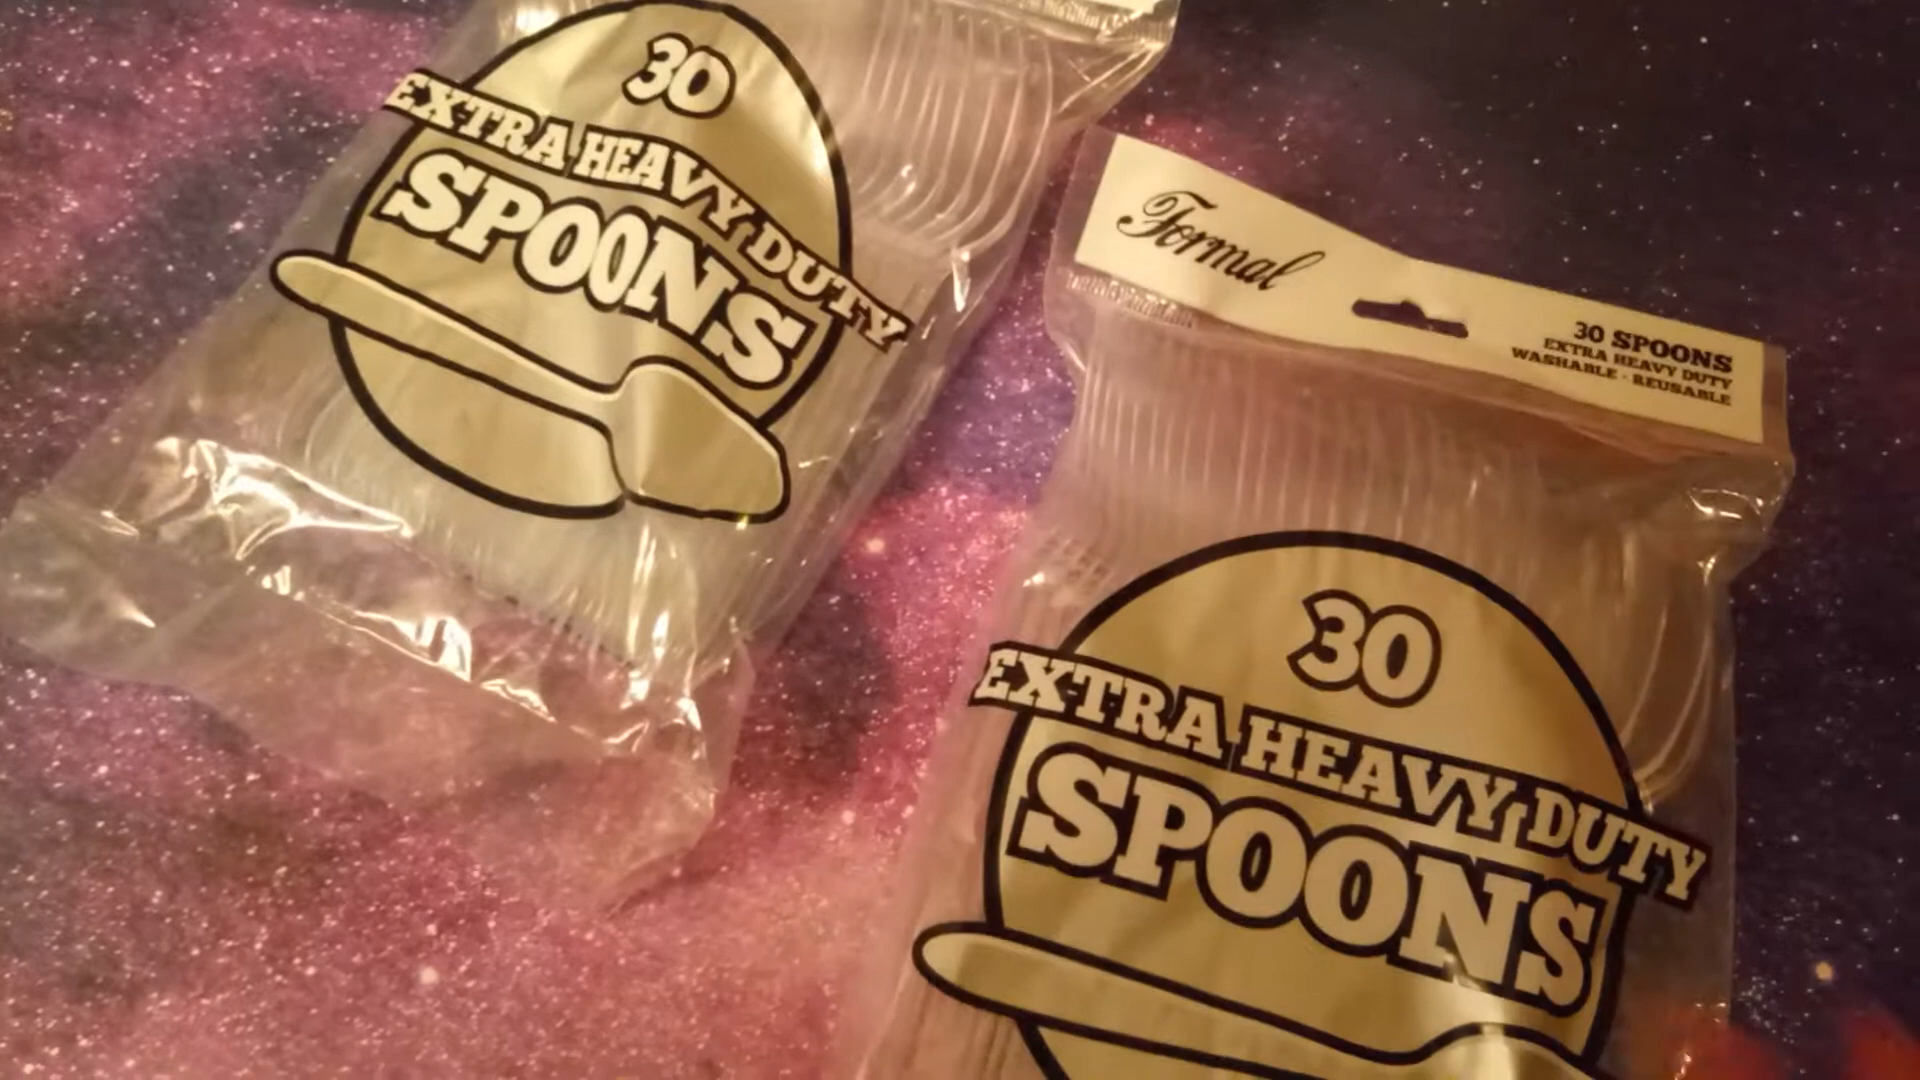 30
EXTRA HEAVY DUTY
SPOONS
Formal
30 SPOONS
EXTRA HEAVY DUTY
WASHABLE - REUSABLE
30
EXTRA HEAVY DUTY
SPOONS